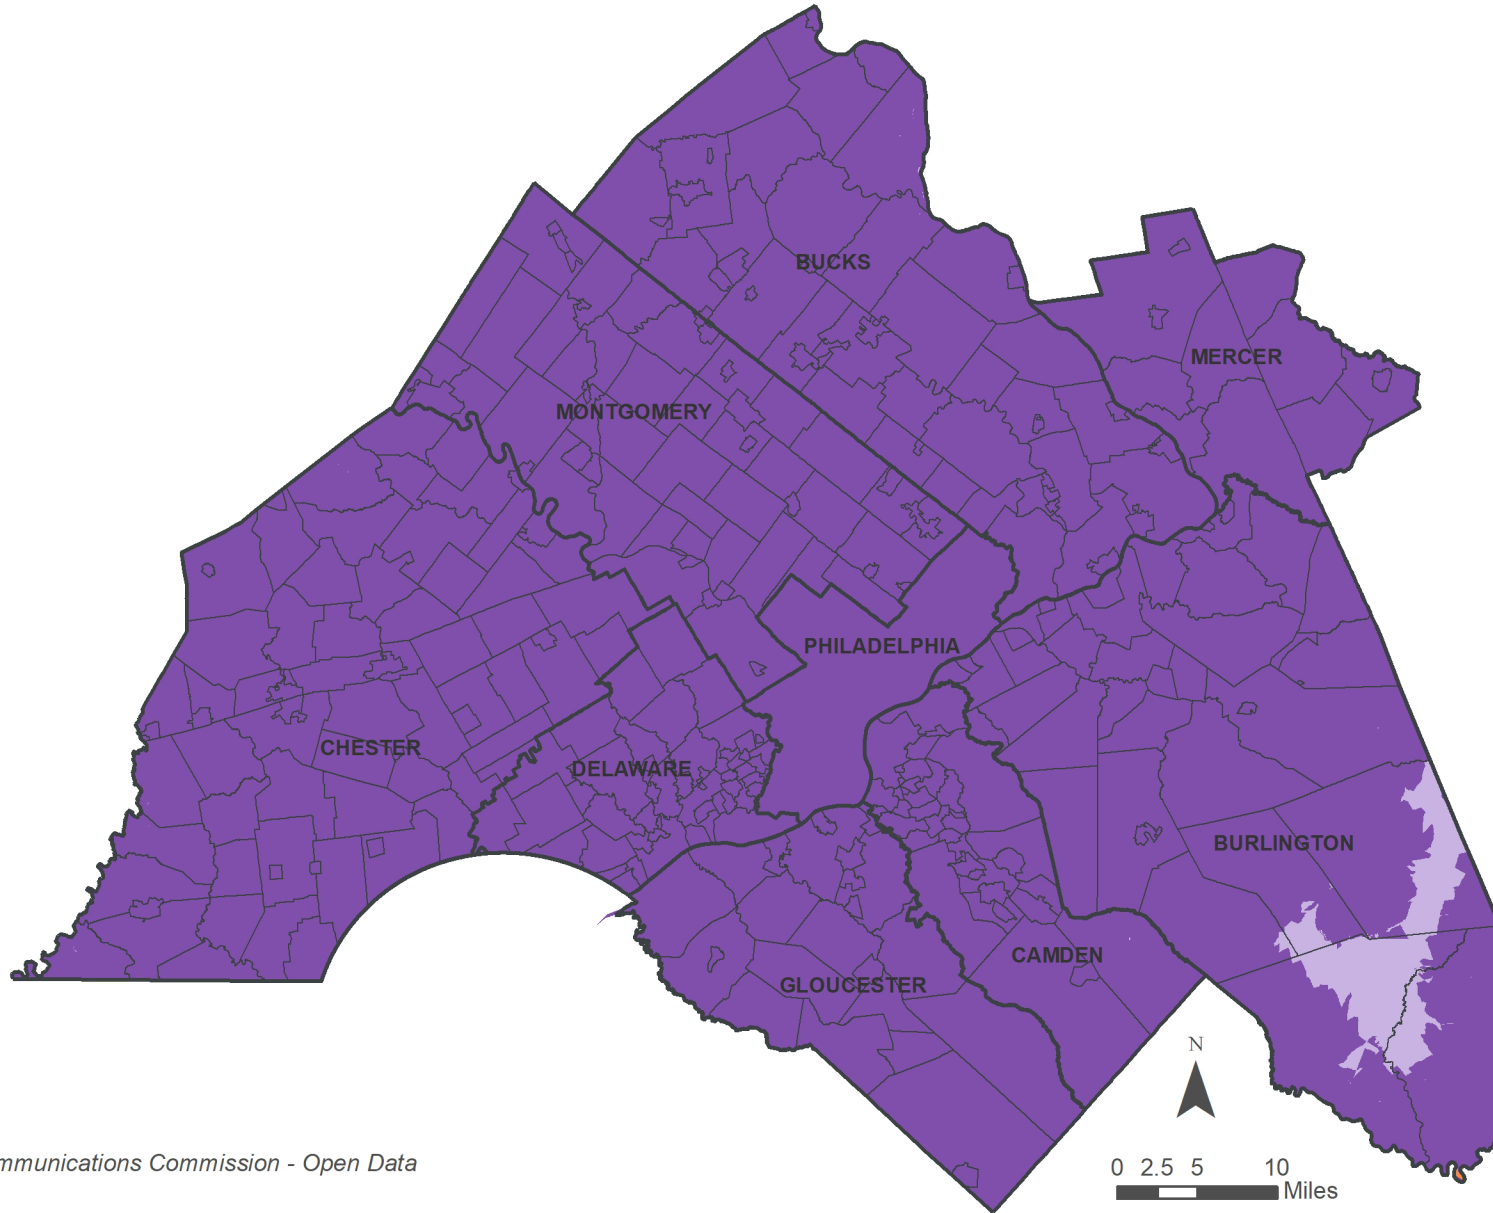 BUCKS
MERCER
MONTGOMERY
PHILADELPHIA
CHESTER
DELAWARE
BURLINGTON
CAMDEN
GLOUCESTER
N
mmunications Commission - Open Data
0 2.5 5 10
Miles